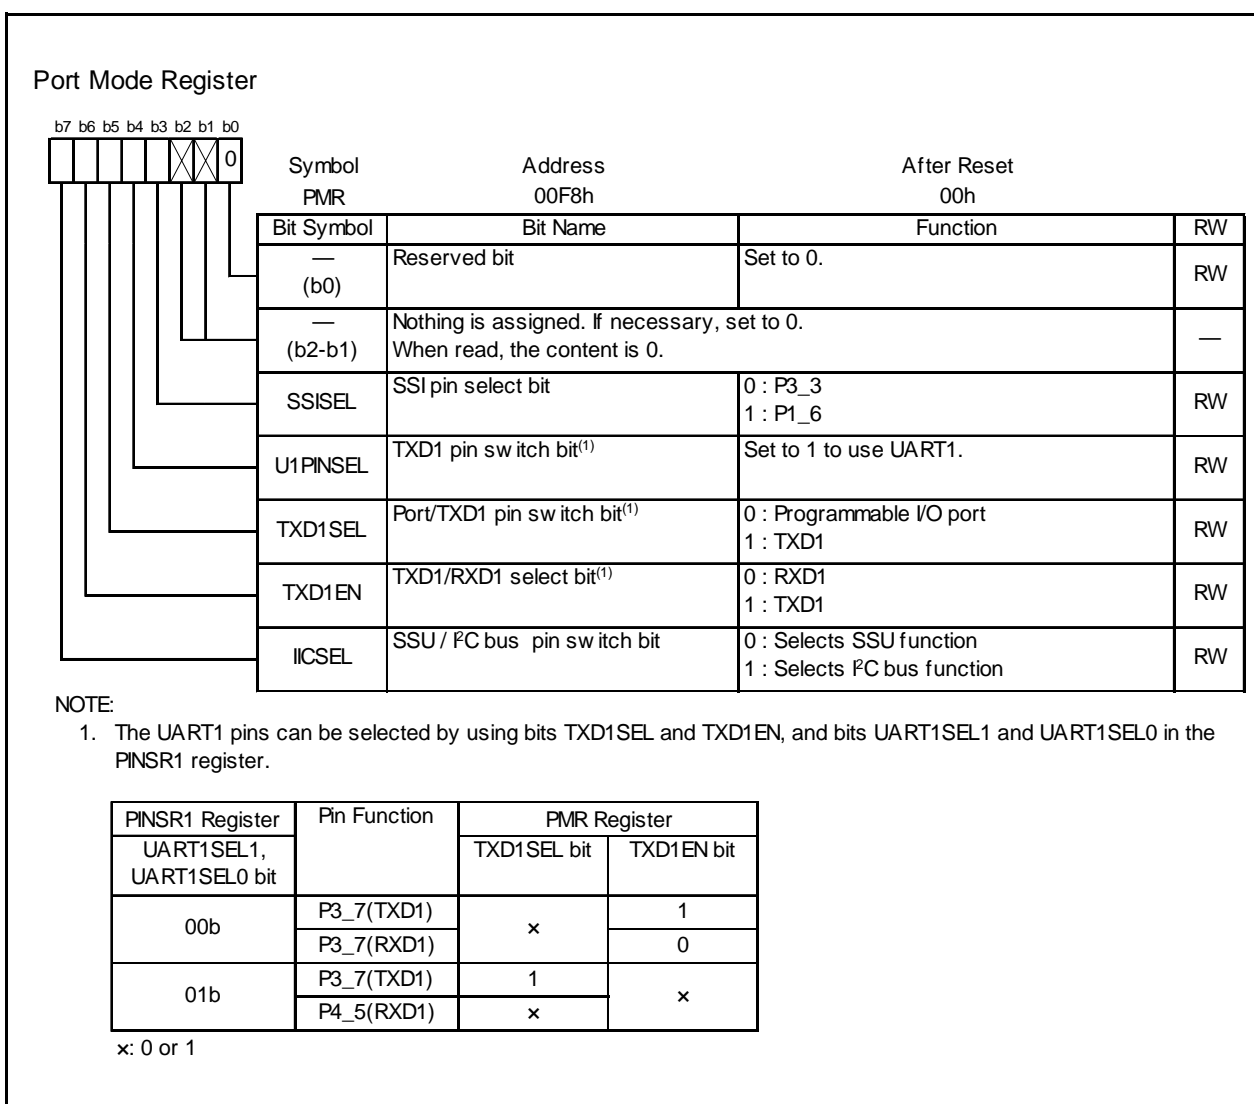 Port Mode Register
b7 b6 b5 b4 b3 b2 b1 b0
0
Symbol Address After Reset
PMR 00F8h 00h
Bit Symbol Bit Name Function RW
— (b0) Reserved bit Set to 0. RW
— (b2-b1) Nothing is assigned. If necessary, set to 0. —
When read, the content is 0.
SSISEL SSI pin select bit 0 : P3_3 RW
1 : P1_6
U1PINSEL TXD1 pin switch bit(1) Set to 1 to use UART1. RW
TXD1SEL Port/TXD1 pin switch bit(1) 0 : Programmable I/O port RW
1 : TXD1
TXD1EN TXD1/RXD1 select bit(1) 0 : RXD1 RW
1 : TXD1
IICSEL SSU / I²C bus pin switch bit 0 : Selects SSU function RW
1 : Selects I²C bus function
NOTE:
1. The UART1 pins can be selected by using bits TXD1SEL and TXD1EN, and bits UART1SEL1 and UART1SEL0 in the
PINSR1 register.
PINSR1 Register Pin Function PMR Register
UART1SEL1, TXD1SEL bit TXD1EN bit
UART1SEL0 bit
00b P3_7(TXD1) × 1
P3_7(RXD1) 0
01b P3_7(TXD1) 1 ×
P4_5(RXD1) ×
×: 0 or 1